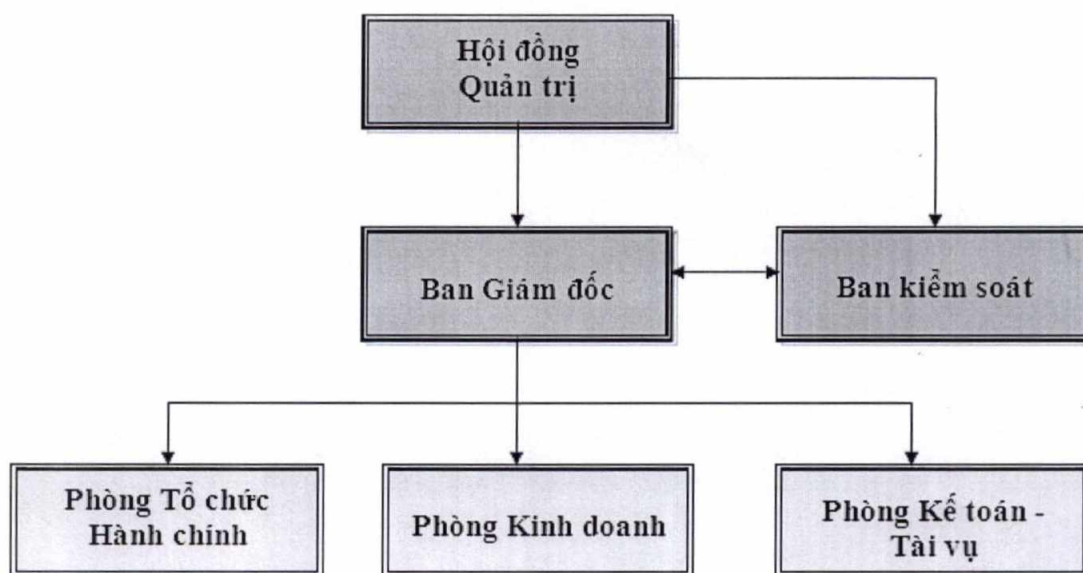 Hội đồng
Quản trị
Ban Giám đốc
Ban kiểm soát
Phòng Tổ chức
Hành chính
Phòng Kinh doanh
Phòng Kế toán -
Tài vụ